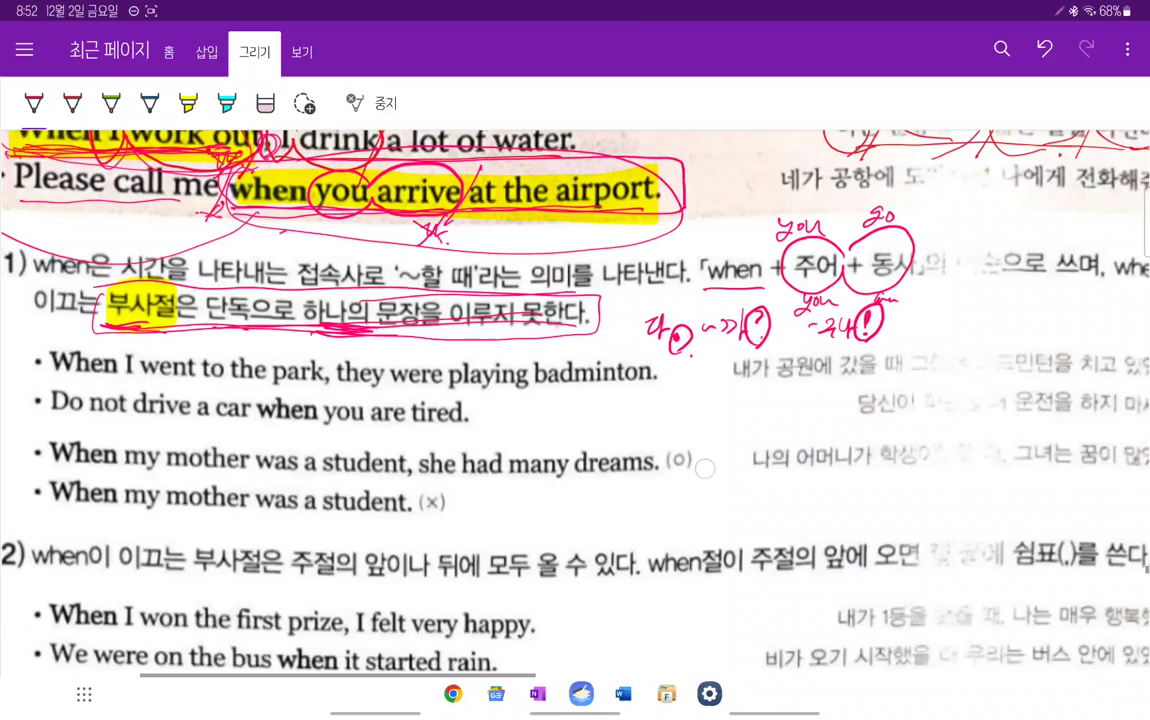 8:52 12월 2일 금요일 68%
최근 페이지 홈 삽입 그리기 보기
중지
When I work out, I drink a lot of water.
· Please call me when you arrive at the airport. 네가 공항에 나에게 전화해
you go
1) when은 시간을 나타내는 접속사로 '~할 때'라는 의미를 나타낸다. 「when + 주어 + 동사」의 으로 쓰며,
you
이끄는 부사절은 단독으로 하나의 문장을 이루지 못한다. 다. ~까? ~구나!
• When I went to the park, they were playing badminton. 내가 공원에 갔을 때 치고
• Do not drive a car when you are tired. 당신이 운전을 하지
• When my mother was a student, she had many dreams. (○) 나의 어머니가 그녀는 꿈이
• When my mother was a student. (×)
2) when이 이끄는 부사절은 주절의 앞이나 뒤에 모두 올 수 있다. when절이 주절의 앞에 오면 쉼표(,)를 쓴다
• When I won the first prize, I felt very happy. 내가 1등을 때, 나는 매우
• We were on the bus when it started rain. 비가 오기 시작했을 우리는 버스 안에